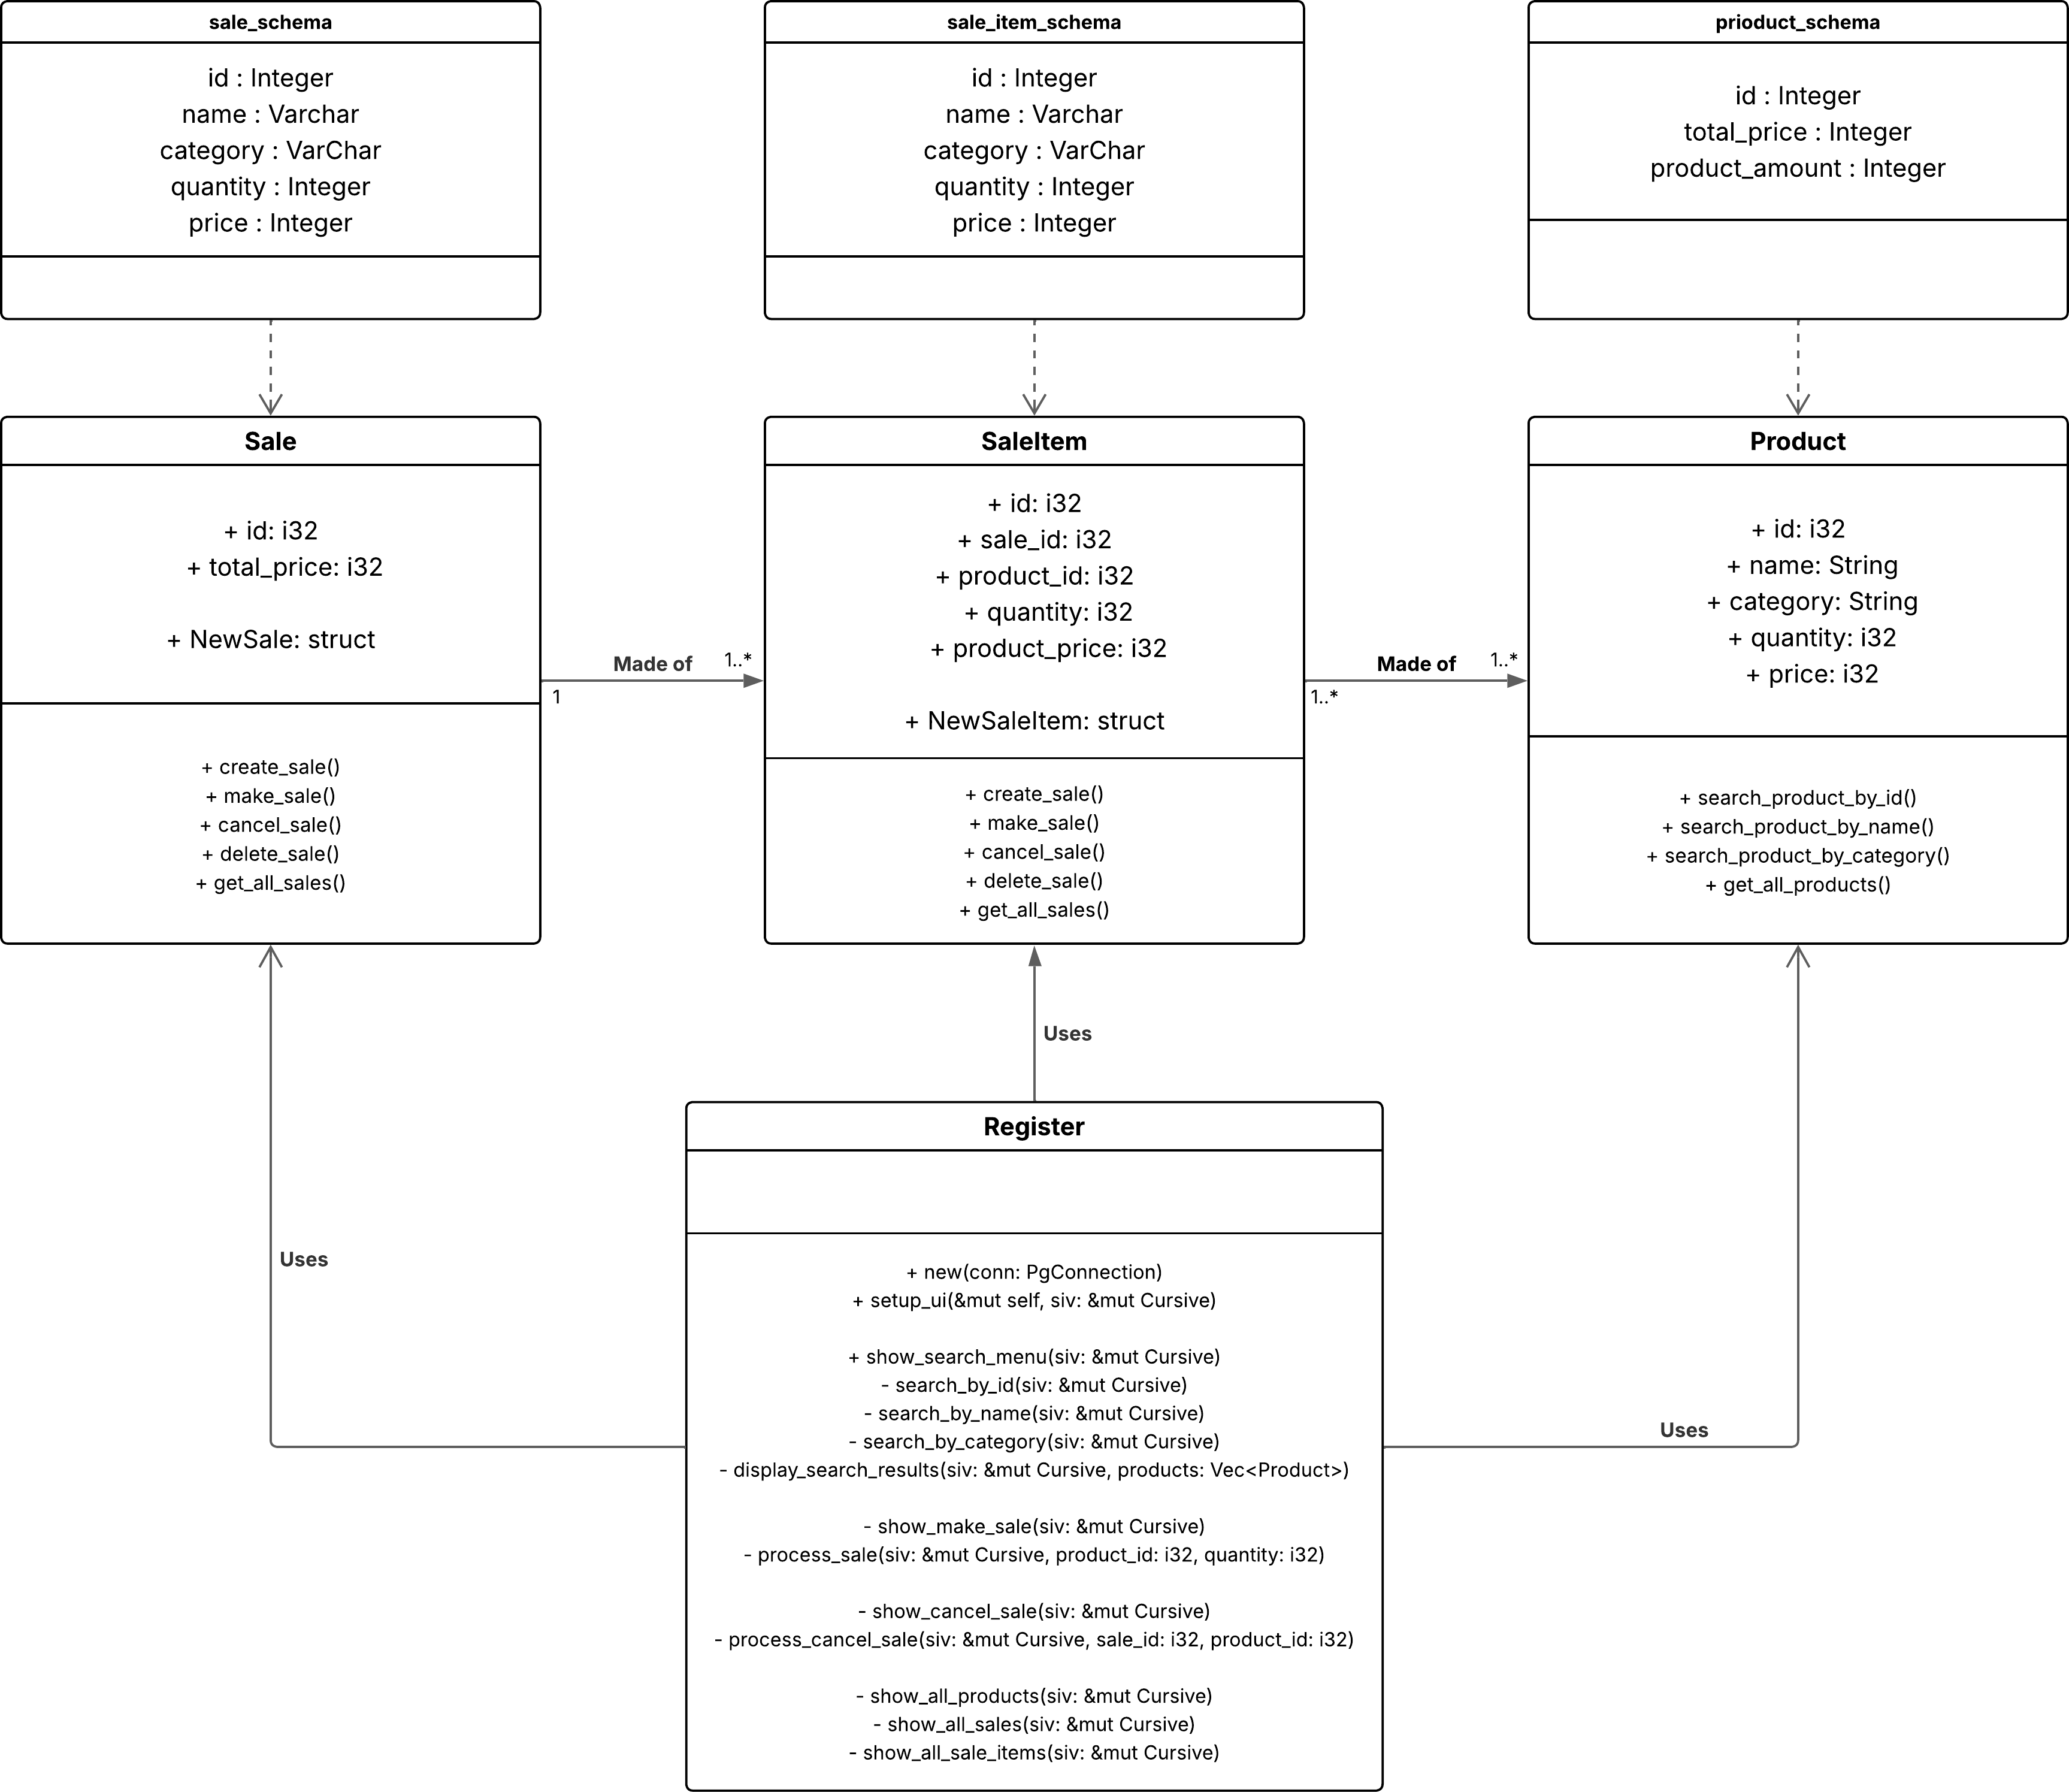 sale_schema
id : Integer
name : Varchar
category : VarChar
quantity : Integer
price : Integer
sale_item_schema
id : Integer
name : Varchar
category : VarChar
quantity : Integer
price : Integer
prioduct_schema
id : Integer
total_price : Integer
product_amount : Integer
Sale
+ id: i32
+ total_price: i32
+ NewSale: struct
+ create_sale()
+ make_sale()
+ cancel_sale()
+ delete_sale()
+ get_all_sales()
Made of
1..*
1
SaleItem
+ id: i32
+ sale_id: i32
+ product_id: i32
+ quantity: i32
+ product_price: i32
+ NewSaleItem: struct
+ create_sale()
+ make_sale()
+ cancel_sale()
+ delete_sale()
+ get_all_sales()
Made of
1..*
1..*
Product
+ id: i32
+ name: String
+ category: String
+ quantity: i32
+ price: i32
+ search_product_by_id()
+ search_product_by_name()
+ search_product_by_category()
+ get_all_products()
Uses
Uses
Uses
Register
+ new(conn: PgConnection)
+ setup_ui(&mut self, siv: &mut Cursive)
+ show_search_menu(siv: &mut Cursive)
- search_by_id(siv: &mut Cursive)
- search_by_name(siv: &mut Cursive)
- search_by_category(siv: &mut Cursive)
- display_search_results(siv: &mut Cursive, products: Vec<Product>)
- show_make_sale(siv: &mut Cursive)
- process_sale(siv: &mut Cursive, product_id: i32, quantity: i32)
- show_cancel_sale(siv: &mut Cursive)
- process_cancel_sale(siv: &mut Cursive, sale_id: i32, product_id: i32)
- show_all_products(siv: &mut Cursive)
- show_all_sales(siv: &mut Cursive)
- show_all_sale_items(siv: &mut Cursive)